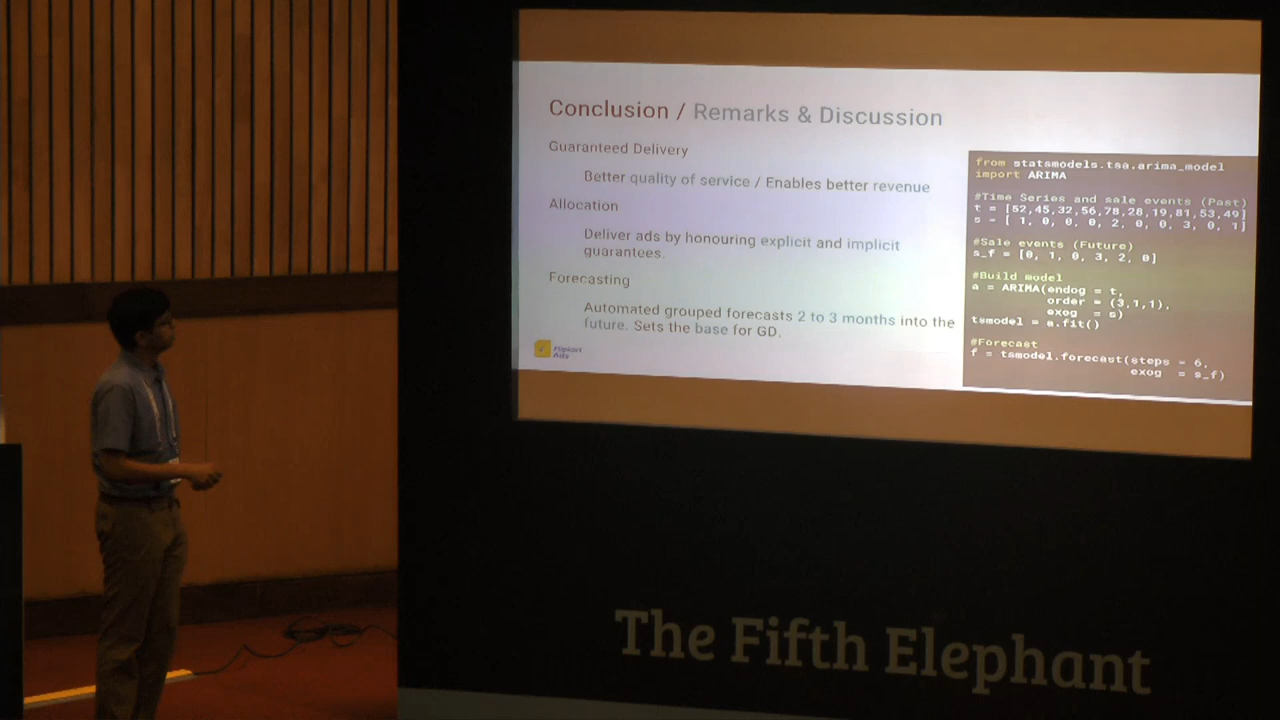 Conclusion / Remarks & Discussion
Guaranteed Delivery
Better quality of service / Enables better revenue
Allocation
Deliver ads by honouring explicit and implicit
guarantees.
Forecasting
Automated grouped forecasts 2 to 3 months into the
future. Sets the base for GD.
Flipkart
Ads
from statsmodels.tsa.arima_model
import ARIMA
#Time Series and sale events (Past)
t = [52,45,32,56,78,28,19,81,53,49]
s = [ 1, 0, 0, 0, 2, 0, 0, 3, 0, 1]
#Sale events (Future)
s_f = [0, 1, 0, 3, 2, 0]
#Build model
a = ARIMA(endog = t,
order = (3,1,1),
exog = s)
tsmodel = a.fit()
#Forecast
f = tsmodel.forecast(steps = 6,
exog = s_f)
The Fifth Elephant